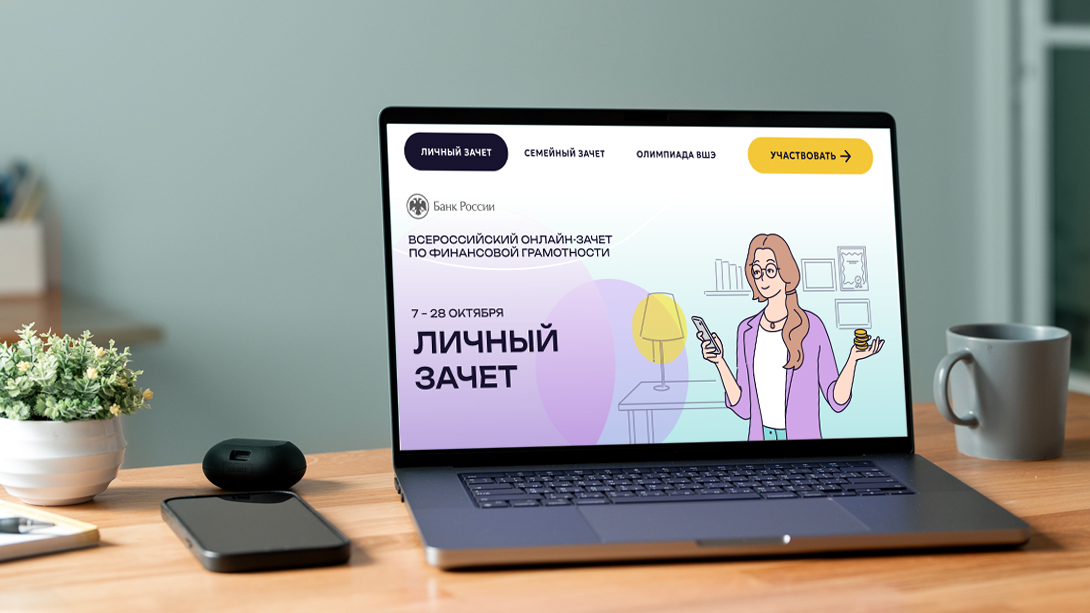 ЛИЧНЫЙ ЗАЧЕТ
СЕМЕЙНЫЙ ЗАЧЕТ
ОЛИМПИАДА ВШЭ
УЧАСТВОВАТЬ →
Банк России
ВСЕРОССИЙСКИЙ ОНЛАЙН-ЗАЧЕТ
ПО ФИНАНСОВОЙ ГРАМОТНОСТИ
7 – 28 ОКТЯБРЯ
ЛИЧНЫЙ
ЗАЧЕТ